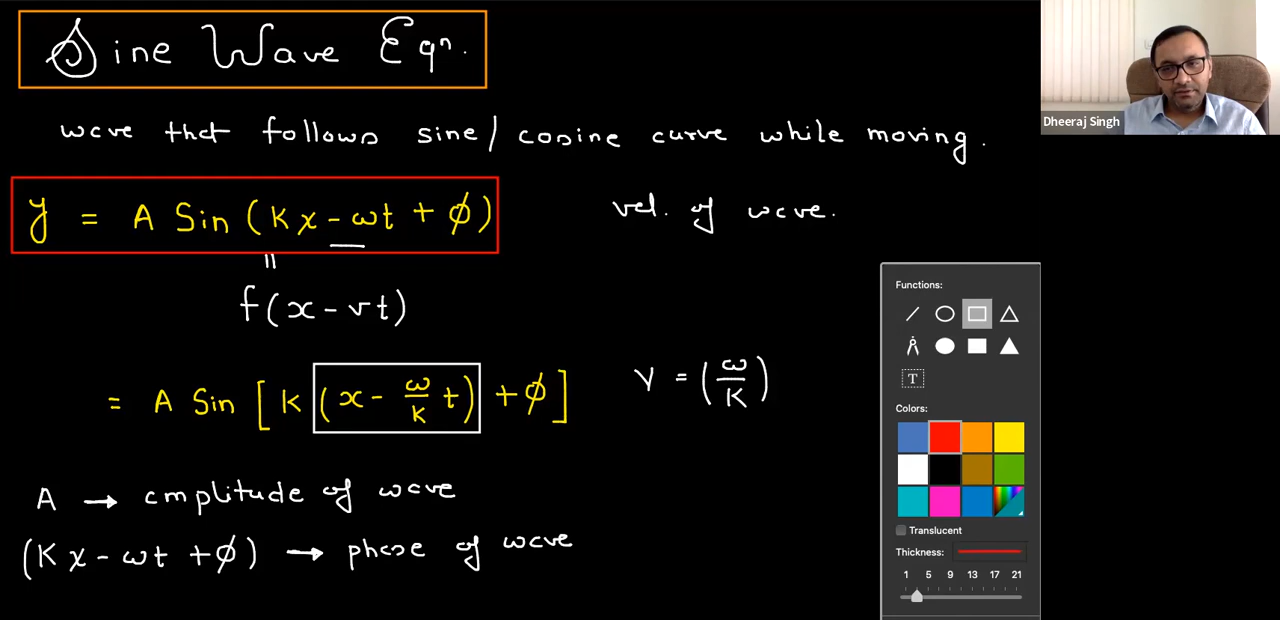 Sine Wave Eqn.
Dheeraj Singh
wave that follows sine/cosine curve while moving.
y = A Sin (Kx - ωt + ϕ)
vel. of wave.
=
f(x - vt)
= A Sin [K (x - ω/K t) + ϕ]
V = (ω/K)
A → amplitude of wave
(Kx - ωt + ϕ) → phase of wave
Functions:
T
Colors:
Translucent
Thickness:
1 5 9 13 17 21